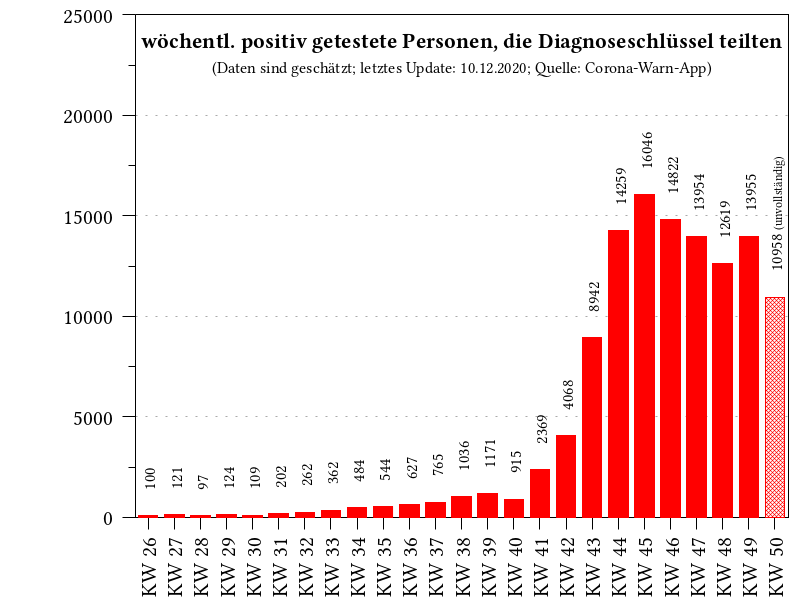 wöchentl. positiv getestete Personen, die Diagnoseschlüssel teilten
(Daten sind geschätzt; letztes Update: 10.12.2020; Quelle: Corona-Warn-App)
25000
20000
15000
10000
5000
0
100
121
97
124
109
202
262
362
484
544
627
765
1036
1171
915
2369
4068
8942
14259
16046
14822
13954
12619
13955
10958 (unvollständig)
KW 26
KW 27
KW 28
KW 29
KW 30
KW 31
KW 32
KW 33
KW 34
KW 35
KW 36
KW 37
KW 38
KW 39
KW 40
KW 41
KW 42
KW 43
KW 44
KW 45
KW 46
KW 47
KW 48
KW 49
KW 50